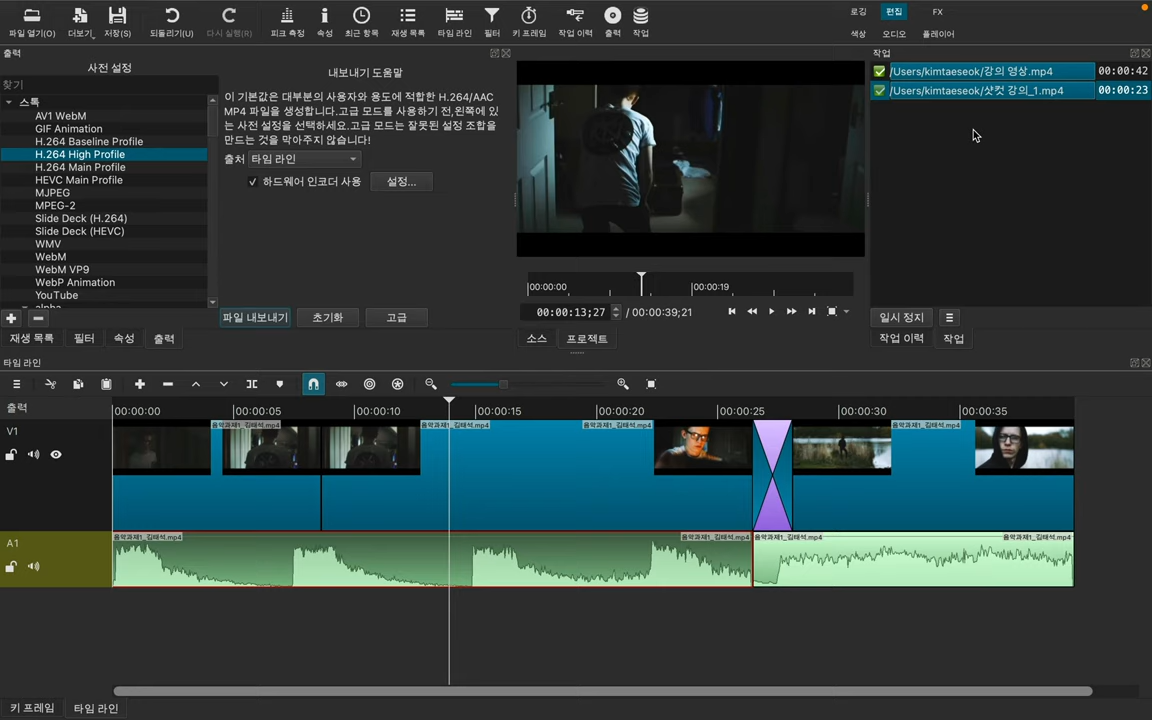 파일 열기(O)
더보기
저장(S)
되돌리기(U)
다시 실행(R)
피크 측정
속성
최근 항목
재생 목록
타임 라인
필터
키 프레임
작업 이력
출력
작업
로깅
편집
FX
색상
오디오
플레이어
출력
사전 설정
찾기
스톡
AV1 WebM
GIF Animation
H.264 Baseline Profile
H.264 High Profile
H.264 Main Profile
HEVC Main Profile
MJPEG
MPEG-2
Slide Deck (H.264)
Slide Deck (HEVC)
WMV
WebM
WebM VP9
WebP Animation
YouTube
alpha
내보내기 도움말
이 기본값은 대부분의 사용자와 용도에 적합한 H.264/AAC
MP4 파일을 생성합니다.고급 모드를 사용하기 전,왼쪽에 있
는 사전 설정을 선택하세요.고급 모드는 잘못된 설정 조합을
만드는 것을 막아주지 않습니다!
출처 타임 라인
하드웨어 인코더 사용 설정...
파일 내보내기 초기화 고급
재생 목록 필터 속성 출력
00:00:00 00:00:19
00:00:13;27 / 00:00:39;21
소스 프로젝트
작업
/Users/kimtaeseok/강의 영상.mp4 00:00:42
/Users/kimtaeseok/샷컷 강의_1.mp4 00:00:23
일시 정지
작업 이력 작업
타임 라인
출력
00:00:00 00:00:05 00:00:10 00:00:15 00:00:20 00:00:25 00:00:30 00:00:35
V1
음악과제1_김태석.mp4 음악과제1_김태석.mp4 음악과제1_김태석.mp4 음악과제1_김태석.mp4
A1
음악과제1_김태석.mp4 음악과제1_김태석.mp4 음악과제1_김태석.mp4 음악과제1_김태석.mp4
키 프레임 타임 라인